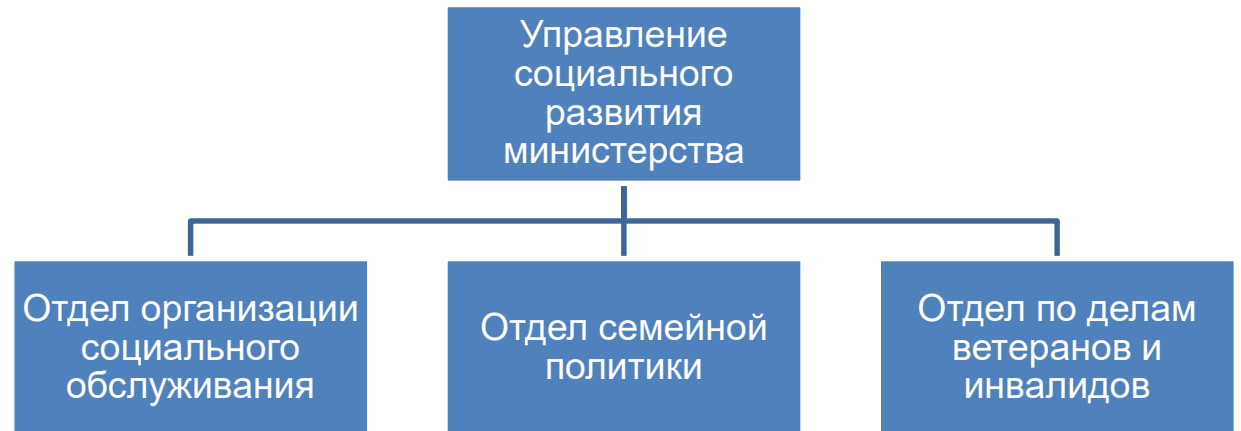 Управление
социального
развития
министерства
Отдел организации
социального
обслуживания
Отдел семейной
политики
Отдел по делам
ветеранов и
инвалидов